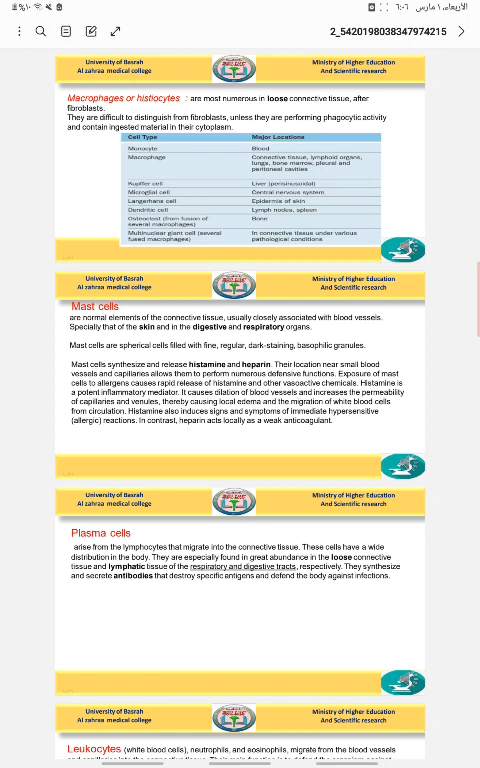 الأربعاء، ١ مارس ٦:٠٦
2_5420198038347974215
University of Basrah
Al zahraa medical college
Ministry of Higher Education
And Scientific research
Macrophages or histiocytes : are most numerous in loose connective tissue, after
fibroblasts.
They are difficult to distinguish from fibroblasts, unless they are performing phagocytic activity
and contain ingested material in their cytoplasm.
Cell Type Major Locations
Monocyte Blood
Macrophage Connective tissue, lymphoid organs,
lungs, bone marrow, pleural and
peritoneal cavities
Kupffer cell Liver (perisinusoidal)
Microglial cell Central nervous system
Langerhans cell Epidermis of skin
Dendritic cell Lymph nodes, spleen
Osteoclast (from fusion of Bone
several macrophages)
Multinuclear giant cell (several In connective tissue under various
fused macrophages) pathological conditions
University of Basrah
Al zahraa medical college
Ministry of Higher Education
And Scientific research
Mast cells
are normal elements of the connective tissue, usually closely associated with blood vessels.
Specially that of the skin and in the digestive and respiratory organs.
Mast cells are spherical cells filled with fine, regular, dark-staining, basophilic granules.
Mast cells synthesize and release histamine and heparin. Their location near small blood
vessels and capillaries allows them to perform numerous defensive functions. Exposure of mast
cells to allergens causes rapid release of histamine and other vasoactive chemicals. Histamine is
a potent inflammatory mediator. It causes dilation of blood vessels and increases the permeability
of capillaries and venules, thereby causing local edema and the migration of white blood cells
from circulation. Histamine also induces signs and symptoms of immediate hypersensitive
(allergic) reactions. In contrast, heparin acts locally as a weak anticoagulant.
University of Basrah
Al zahraa medical college
Ministry of Higher Education
And Scientific research
Plasma cells
arise from the lymphocytes that migrate into the connective tissue. These cells have a wide
distribution in the body. They are especially found in great abundance in the loose connective
tissue and lymphatic tissue of the respiratory and digestive tracts, respectively. They synthesize
and secrete antibodies that destroy specific antigens and defend the body against infections.
University of Basrah
Al zahraa medical college
Ministry of Higher Education
And Scientific research
Leukocytes (white blood cells), neutrophils, and eosinophils, migrate from the blood vessels